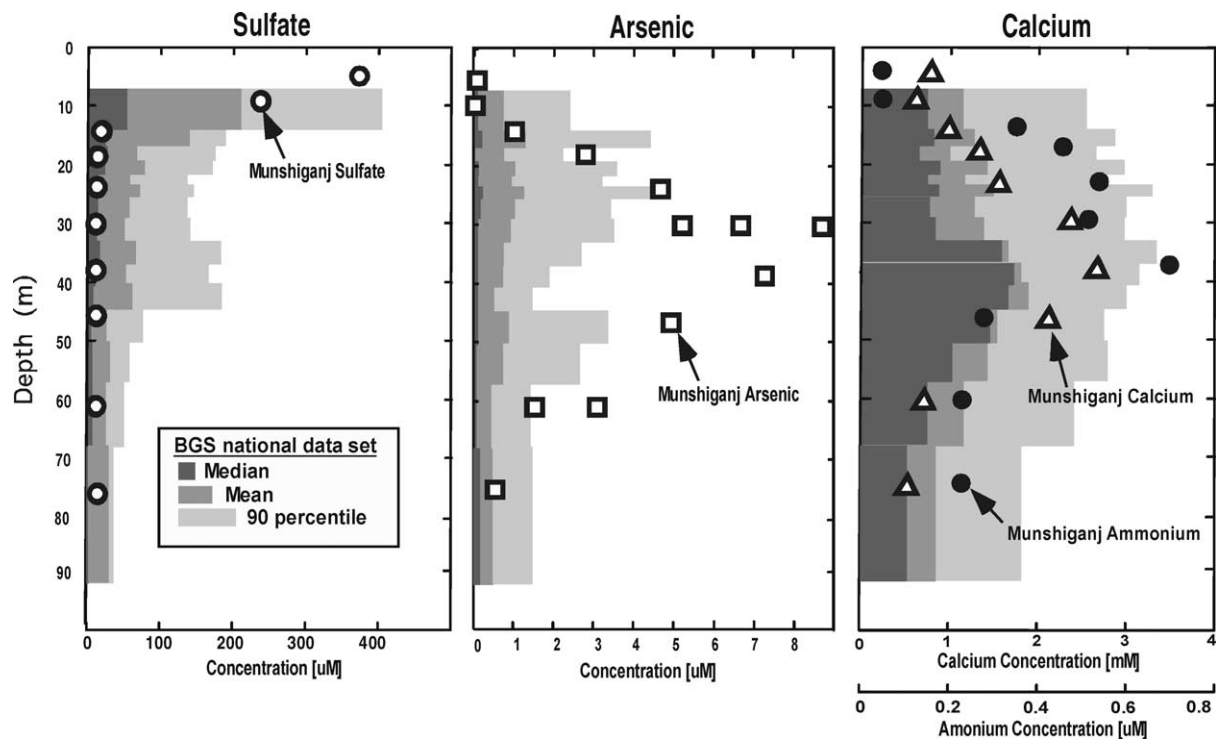 Sulfate
Arsenic
Calcium
Depth (m)
0
10
20
30
40
50
60
70
80
90
Munshiganj Sulfate
BGS national data set
Median
Mean
90 percentile
0 100 200 300 400
Concentration [uM]
Munshiganj Arsenic
0 1 2 3 4 5 6 7 8
Concentration [uM]
Munshiganj Calcium
Munshiganj Ammonium
0 1 2 3 4
Calcium Concentration [mM]
0 0.2 0.4 0.6 0.8
Amonium Concentration [uM]